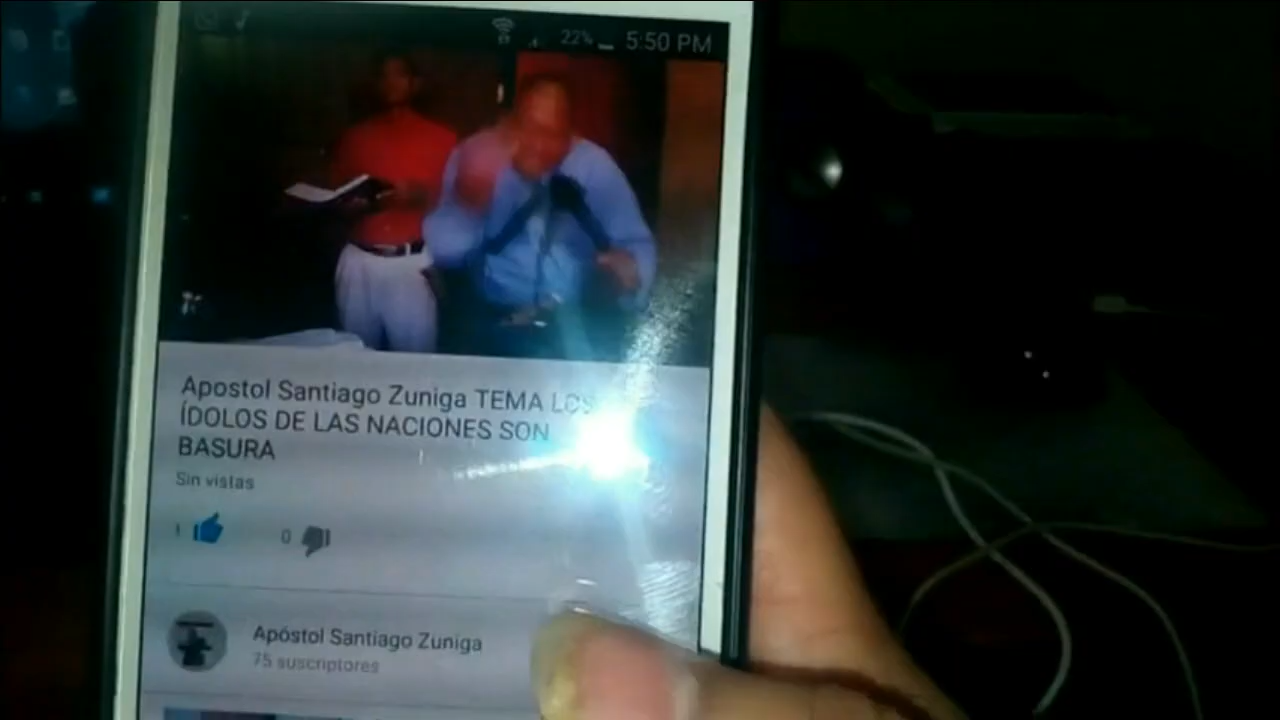 22% 5:50 PM
Apostol Santiago Zuniga TEMA LOS
ÍDOLOS DE LAS NACIONES SON
BASURA
Sin vistas
1 0
Apóstol Santiago Zuniga
75 suscriptores